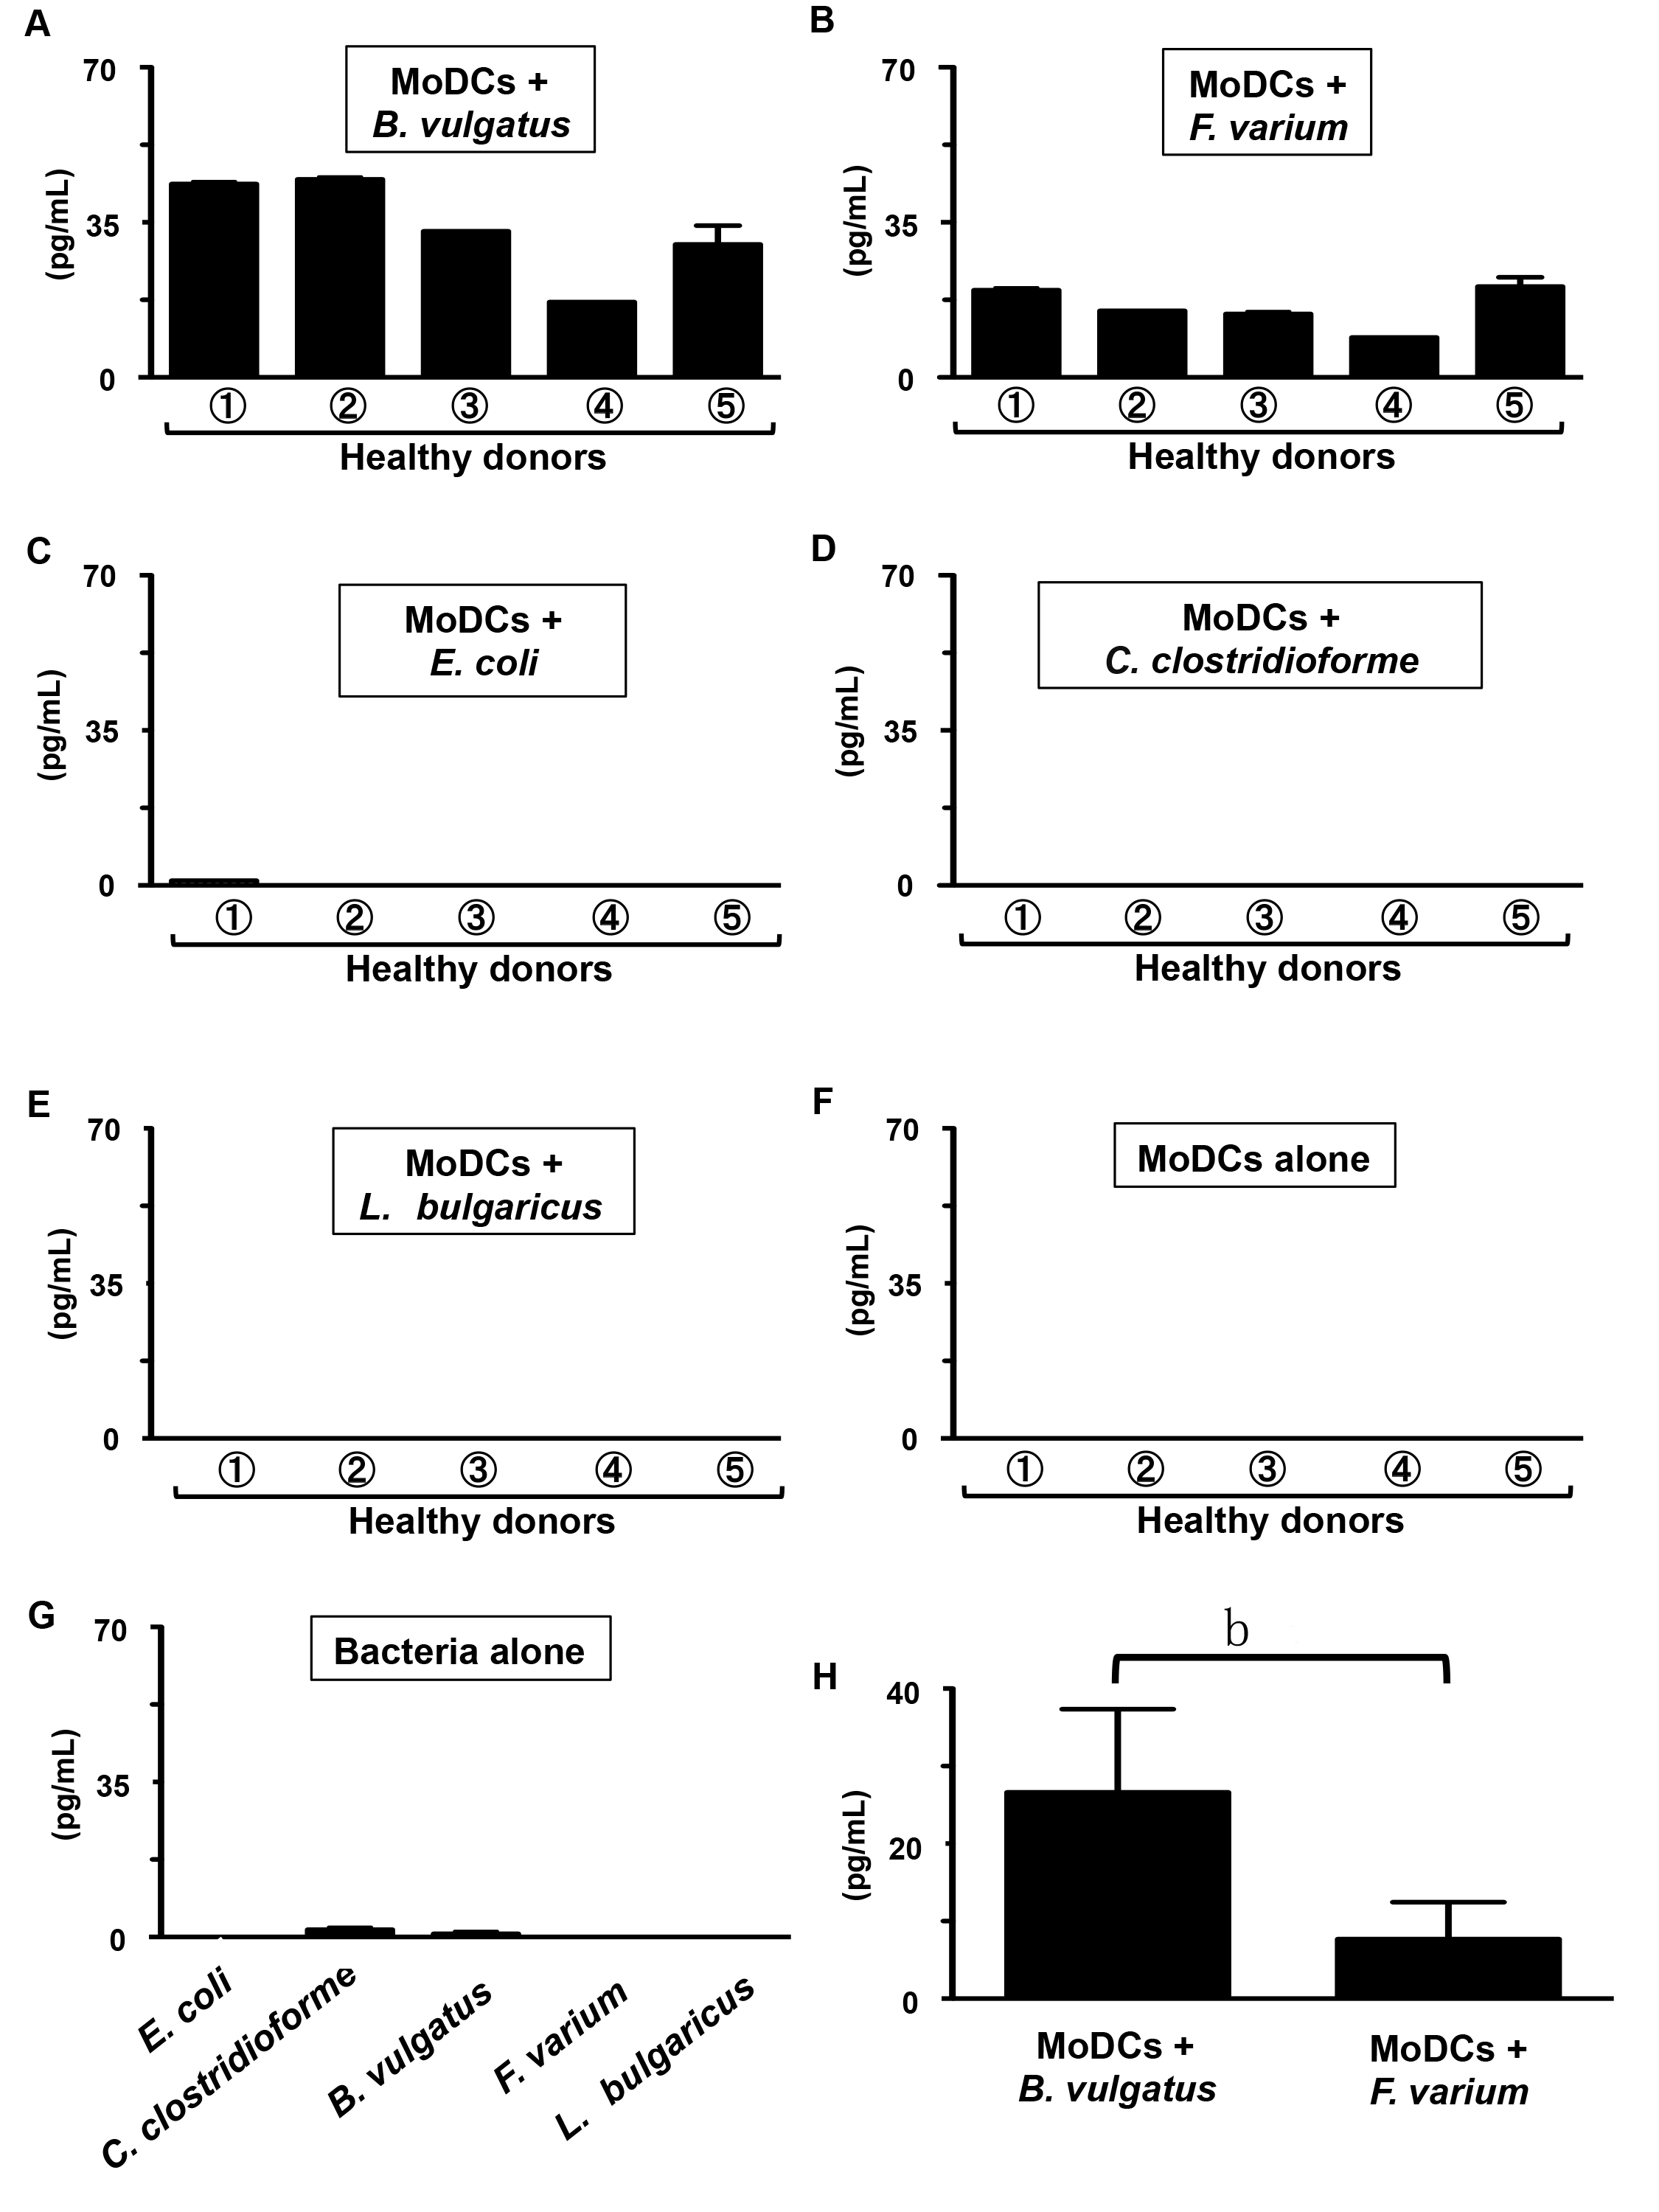 A
70
35
0
(pg/mL)
MoDCs +
B. vulgatus
① ② ③ ④ ⑤
Healthy donors
B
70
35
0
(pg/mL)
MoDCs +
F. varium
① ② ③ ④ ⑤
Healthy donors
C
70
35
0
(pg/mL)
MoDCs +
E. coli
① ② ③ ④ ⑤
Healthy donors
D
70
35
0
(pg/mL)
MoDCs +
C. clostridioforme
① ② ③ ④ ⑤
Healthy donors
E
70
35
0
(pg/mL)
MoDCs +
L. bulgaricus
① ② ③ ④ ⑤
Healthy donors
F
70
35
0
(pg/mL)
MoDCs alone
① ② ③ ④ ⑤
Healthy donors
G
70
35
0
(pg/mL)
Bacteria alone
E. coli
C. clostridioforme
B. vulgatus
F. varium
L. bulgaricus
H
b
40
20
0
(pg/mL)
MoDCs +
B. vulgatus
MoDCs +
F. varium